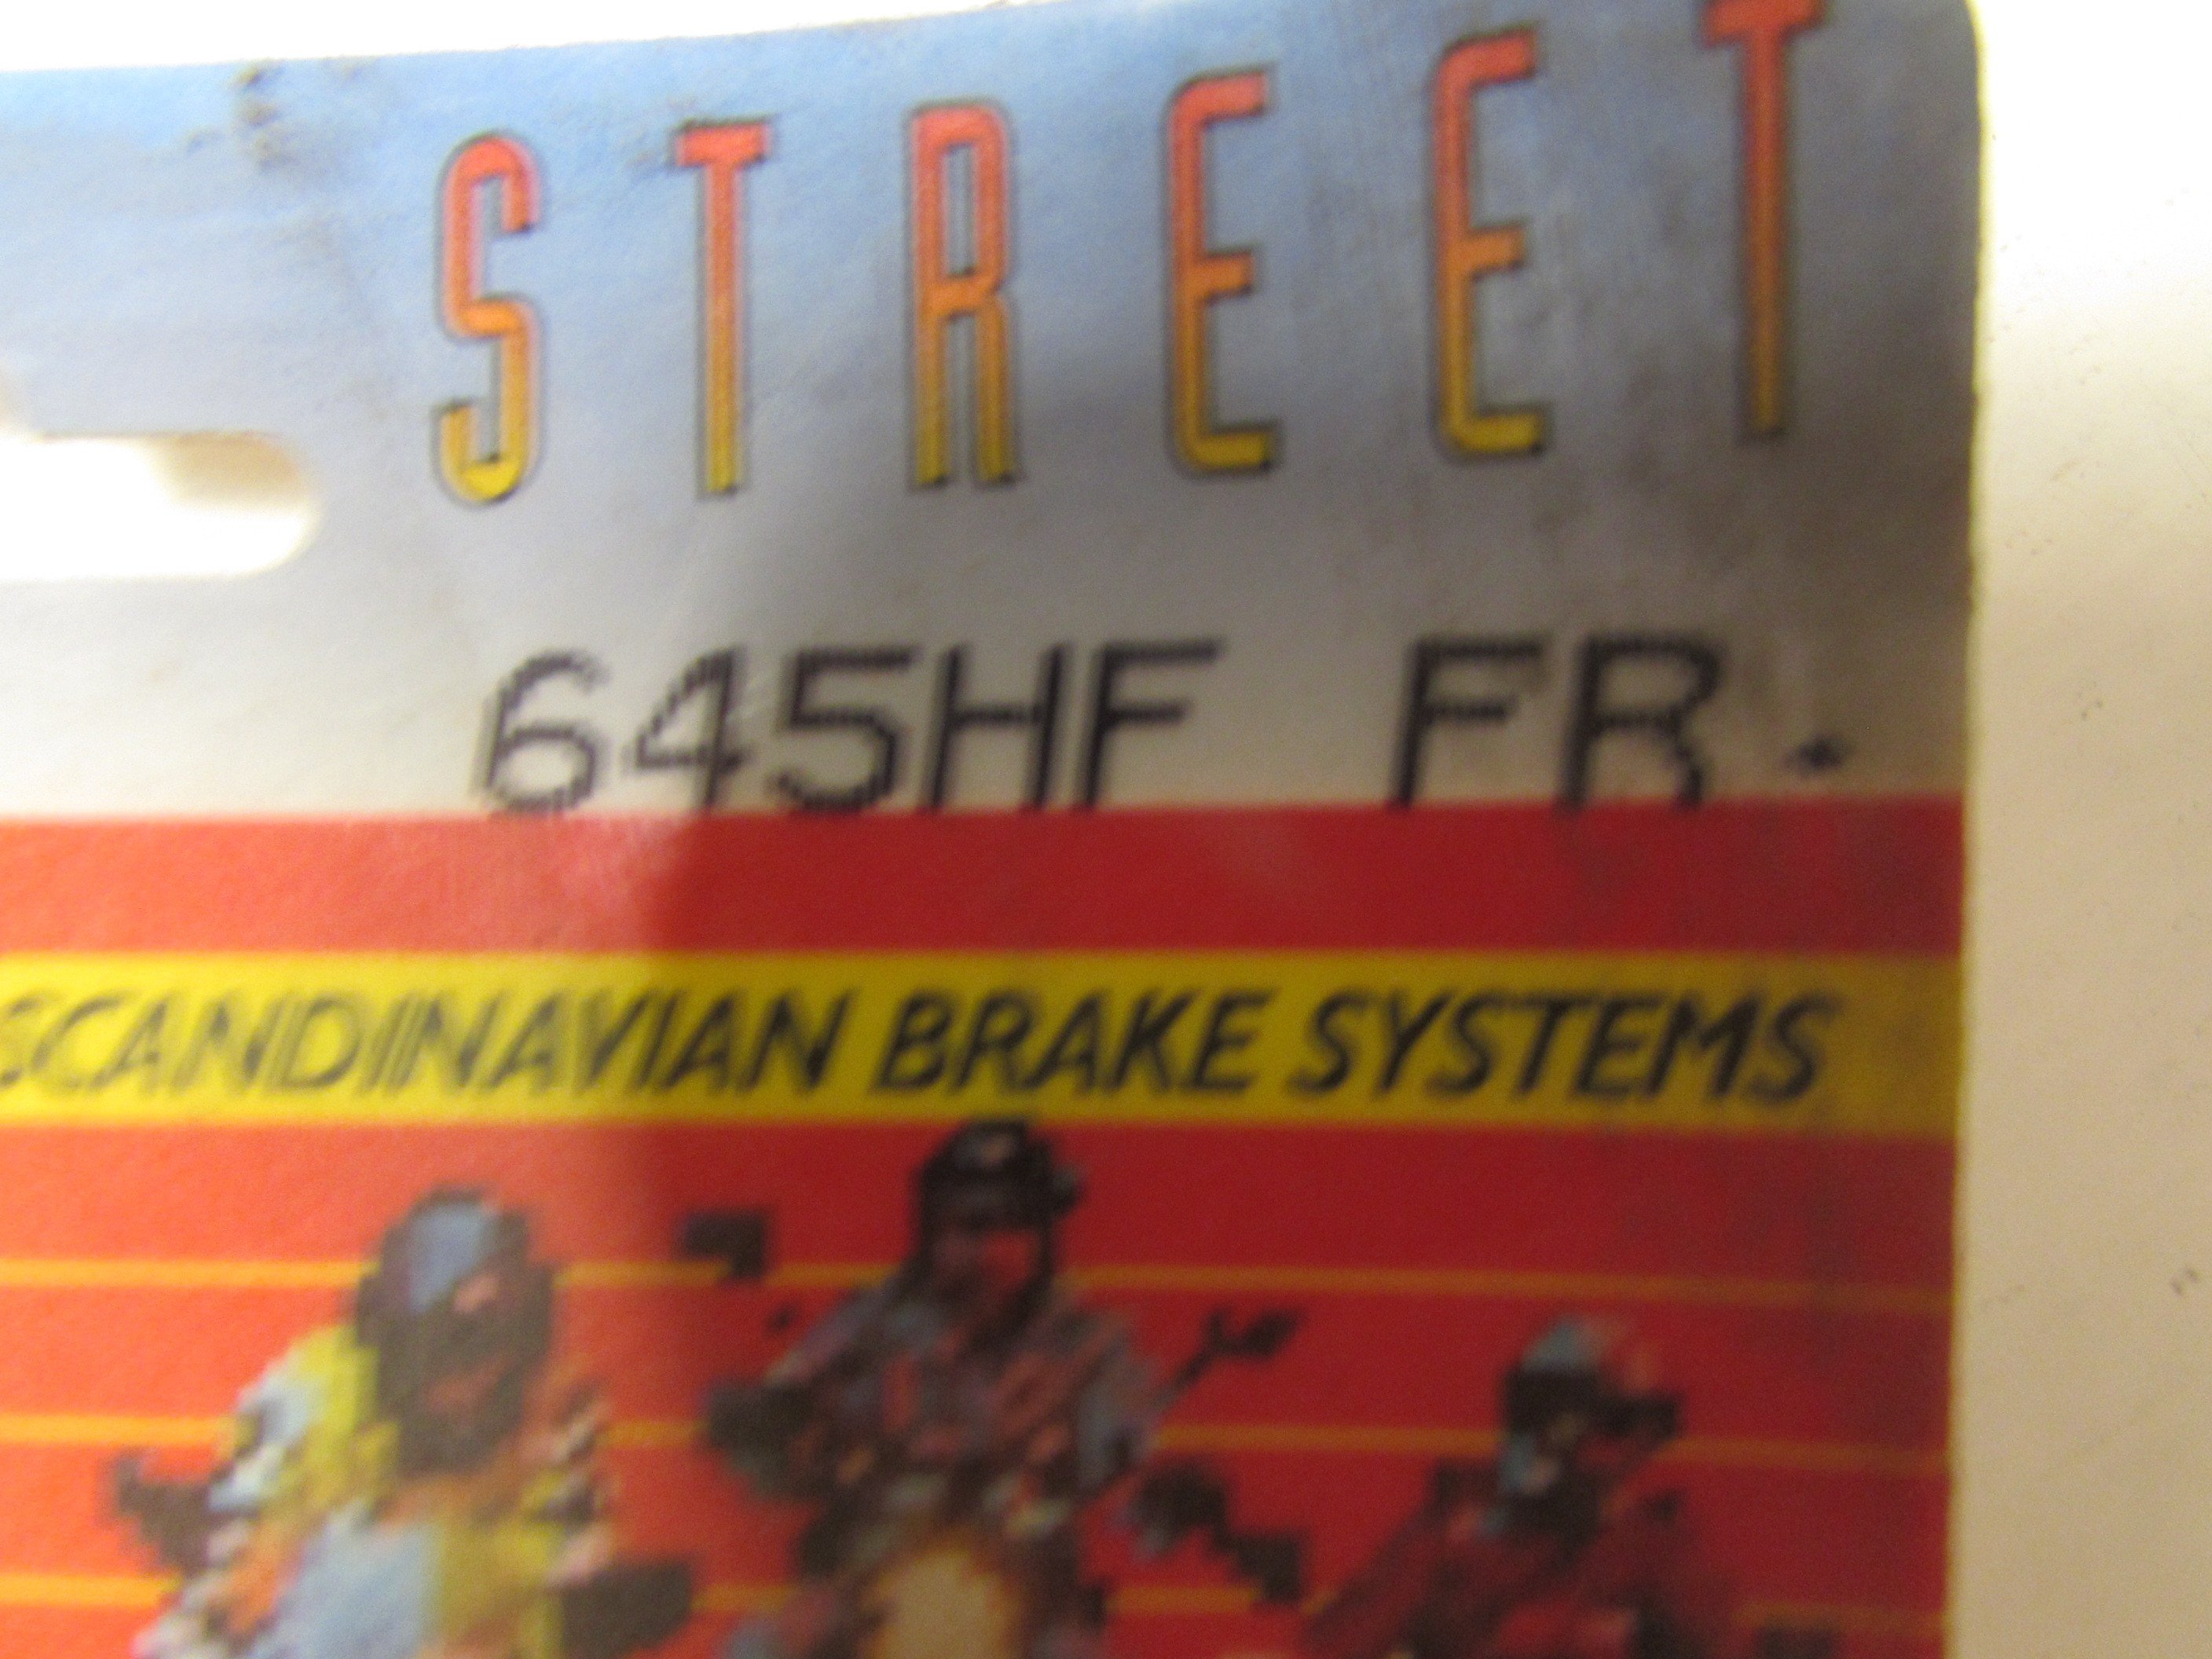 STREET
645HF FR.
SCANDINAVIAN BRAKE SYSTEMS